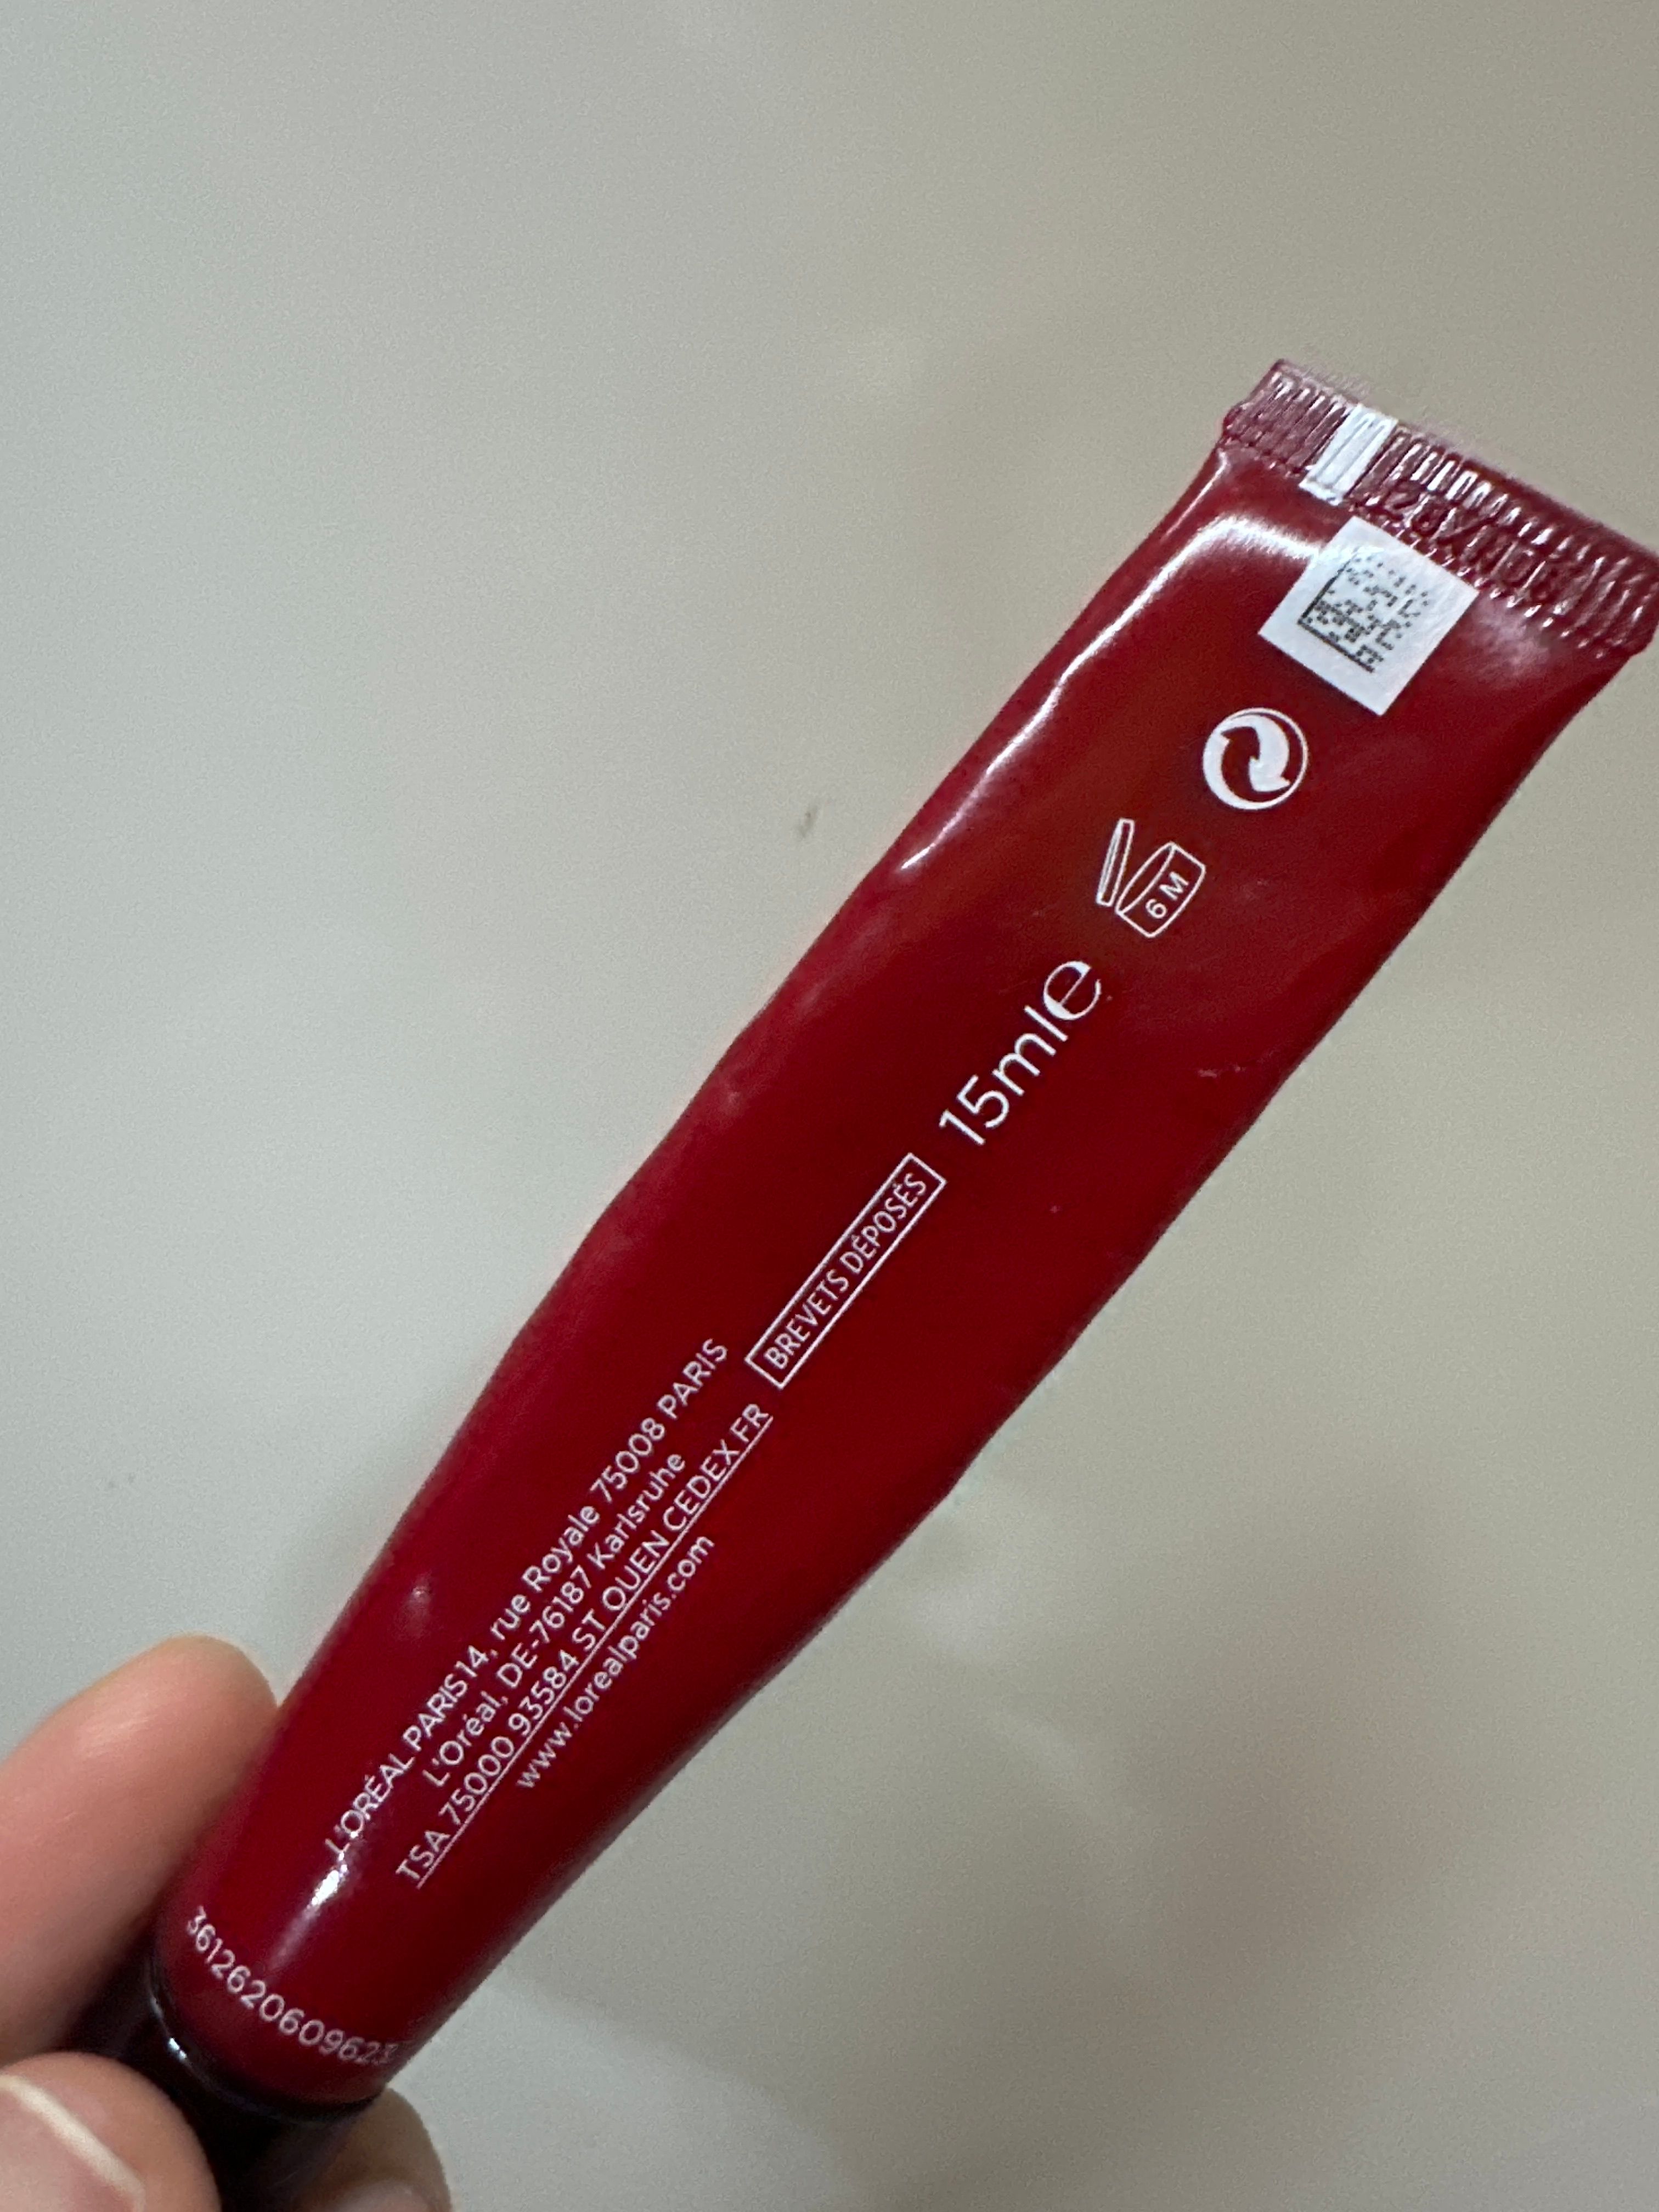 L'ORÉAL PARIS 14, rue Royale 75008 PARIS
L'Oréal, DE-76187 Karlsruhe
TSA 75000 93584 ST OUEN CEDEX FR
www.lorealparis.com
BREVETS DÉPOSÉS
15ml e
6 M